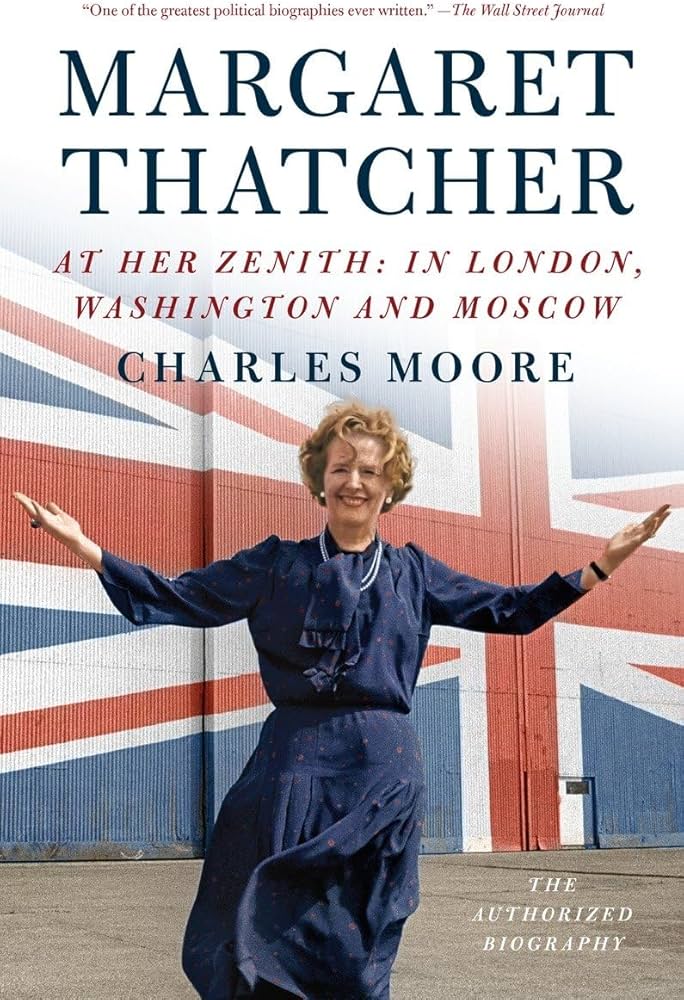 “One of the greatest political biographies ever written.” —The Wall Street Journal
MARGARET
THATCHER
AT HER ZENITH: IN LONDON,
WASHINGTON AND MOSCOW
CHARLES MOORE
THE
AUTHORIZED
BIOGRAPHY